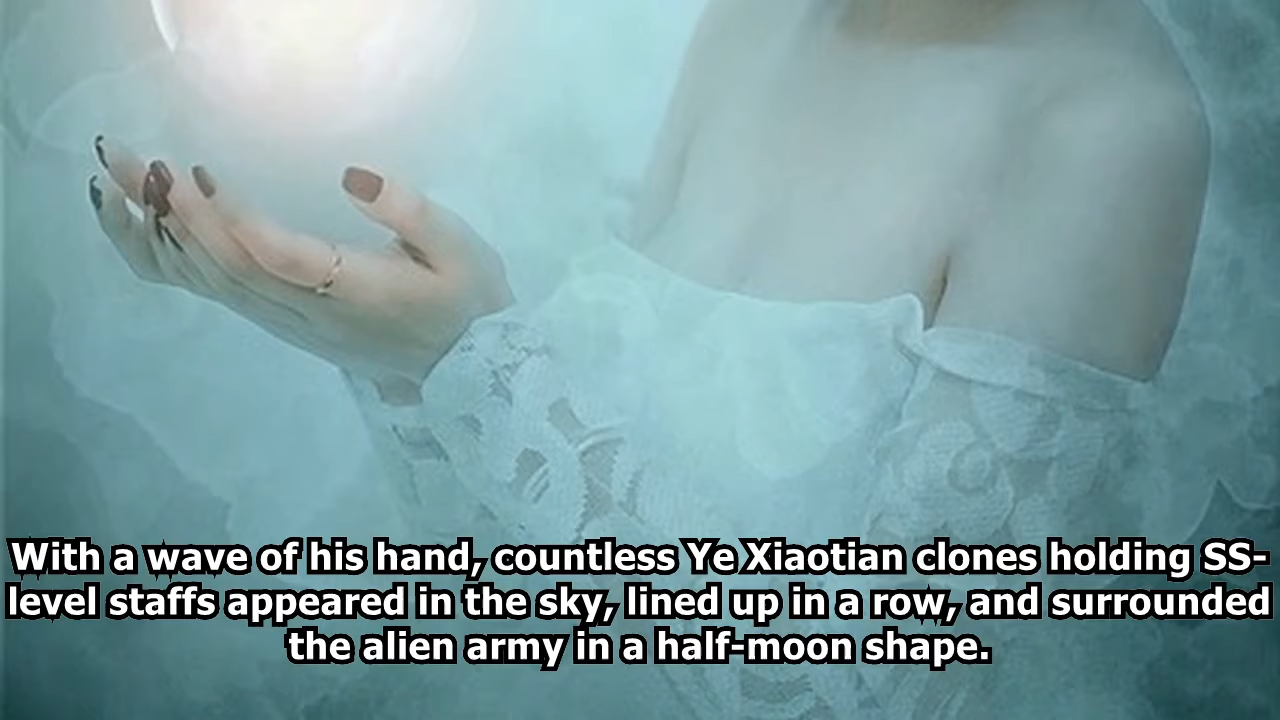 With a wave of his hand, countless Ye Xiaotian clones holding SS-
level staffs appeared in the sky, lined up in a row, and surrounded
the alien army in a half-moon shape.